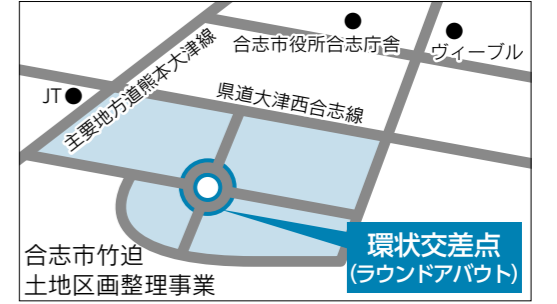 合志市役所合志庁舎
ヴィーブル
主要地方道熊本大津線
JT
県道大津西合志線
環状交差点
(ラウンドアバウト)
合志市竹迫
土地区画整理事業